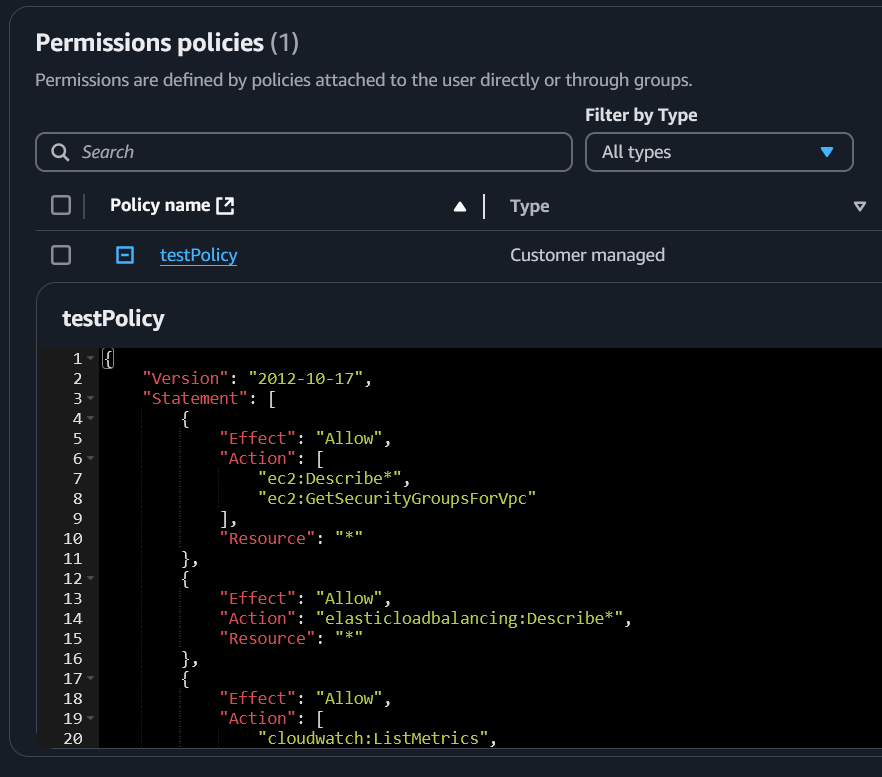 Permissions policies (1)
Permissions are defined by policies attached to the user directly or through groups.
Filter by Type
Search
All types
Policy name
Type
testPolicy
Customer managed
testPolicy
1 {
2     "Version": "2012-10-17",
3     "Statement": [
4         {
5             "Effect": "Allow",
6             "Action": [
7                 "ec2:Describe*",
8                 "ec2:GetSecurityGroupsForVpc"
9             ],
10             "Resource": "*"
11         },
12         {
13             "Effect": "Allow",
14             "Action": "elasticloadbalancing:Describe*",
15             "Resource": "*"
16         },
17         {
18             "Effect": "Allow",
19             "Action": [
20                 "cloudwatch:ListMetrics",